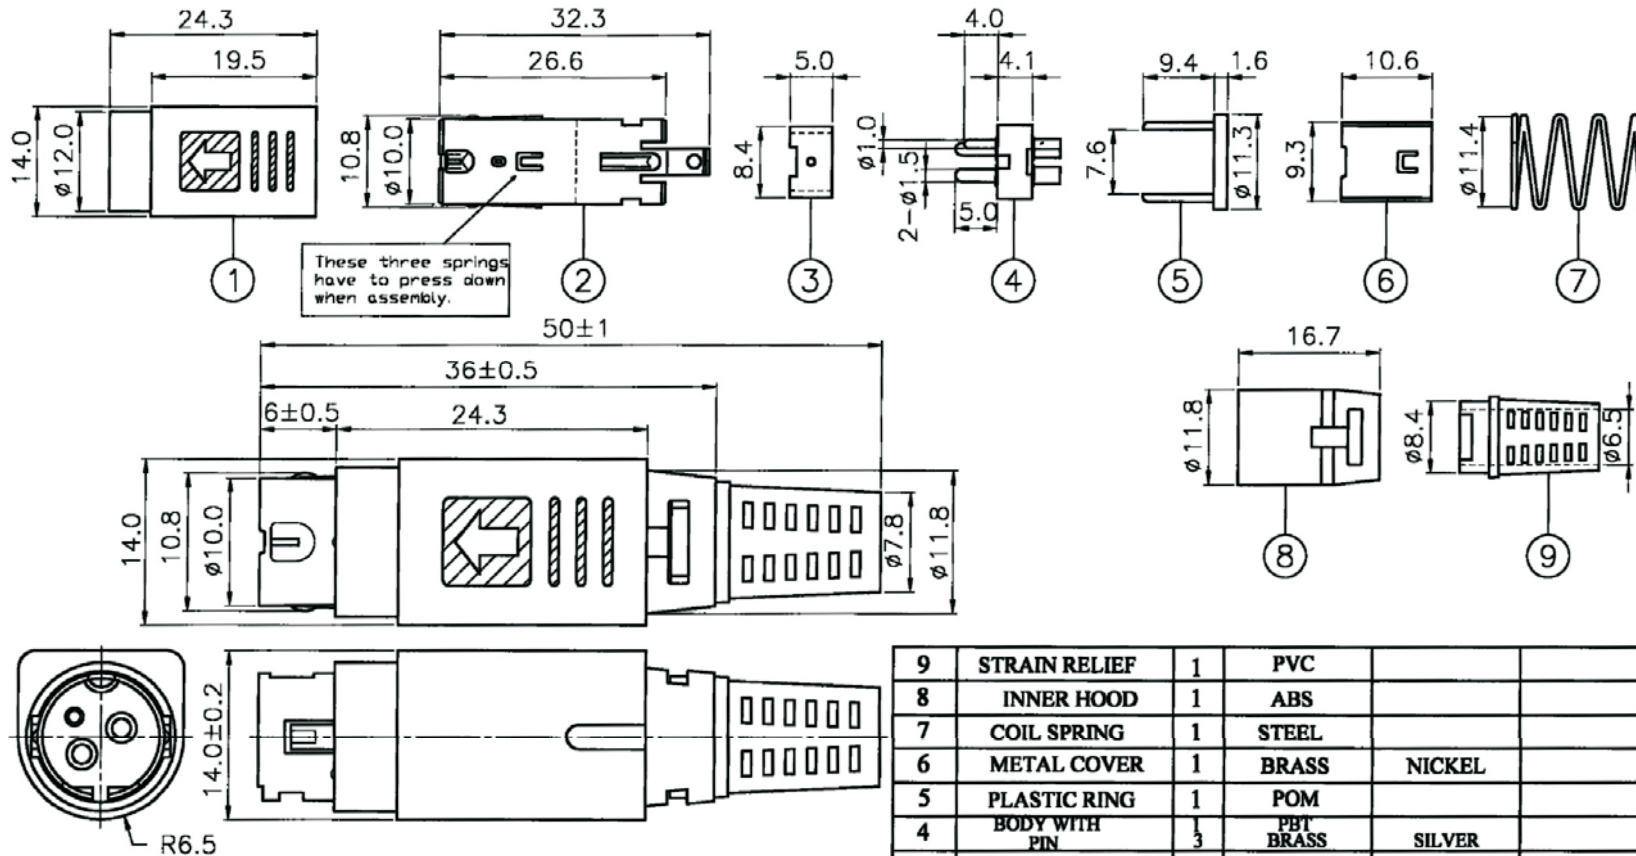 24.3
19.5
14.0
ø12.0
1
32.3
26.6
10.8
ø10.0
These three springs
have to press down
when assembly.
2
5.0
8.4
3
4.0
4.1
ø1.0
2-ø1.5
5.0
4
9.4
1.6
7.6
ø11.3
5
10.6
9.3
6
ø11.4
7
50±1
36±0.5
6±0.5
24.3
14.0
10.8
ø10.0
ø7.8
ø11.8
16.7
ø11.8
8
ø8.4
ø6.5
9
R6.5
14.0±0.2
9 STRAIN RELIEF 1 PVC
8 INNER HOOD 1 ABS
7 COIL SPRING 1 STEEL
6 METAL COVER 1 BRASS NICKEL
5 PLASTIC RING 1 POM
4 BODY WITH 1 PBT
PIN 3 BRASS SILVER